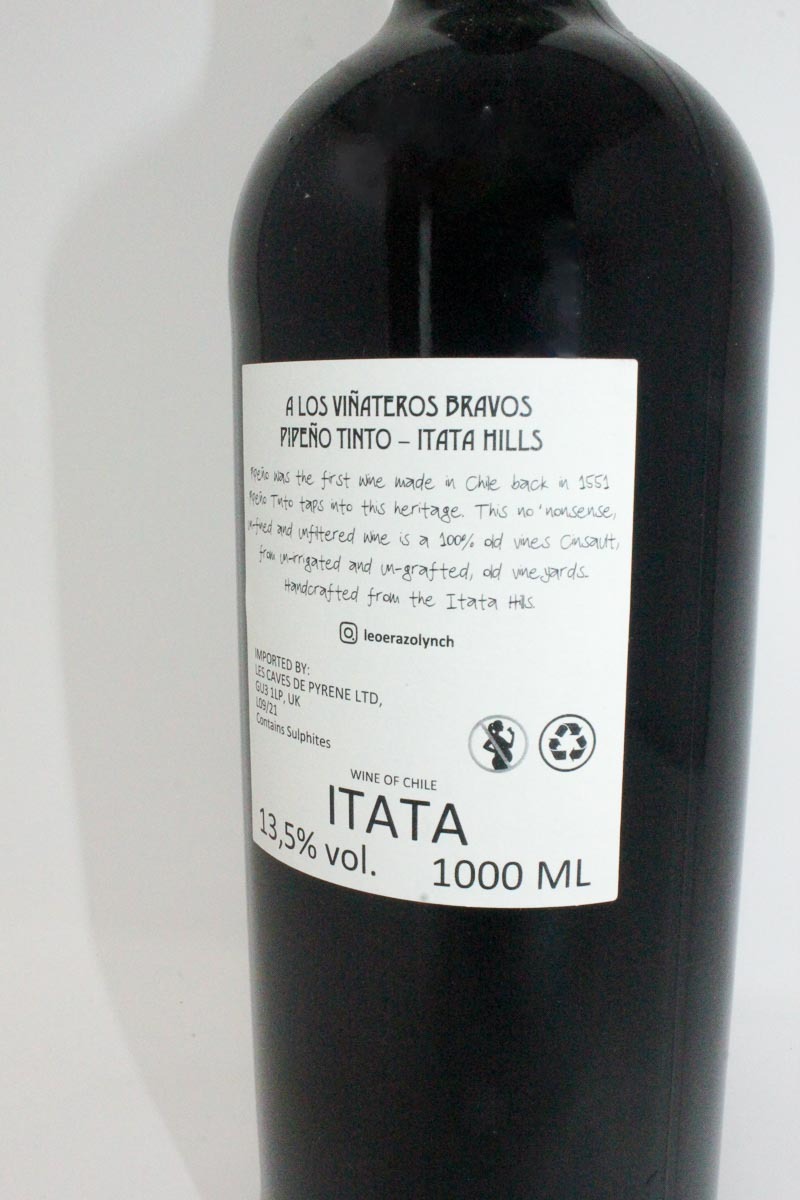 A LOS VIÑATEROS BRAVOS
PIPEÑO TINTO – ITATA HILLS
Pipeño was the first wine made in Chile back in 1551
Pipeño Tinto taps into this heritage. This no'nonsense,
un-fined and unfiltered wine is a 100% old vines Cinsaut,
from un-rrigated and un-grafted, old vineyards.
Handcrafted from the Itata Hills.
leoerazolynch
IMPORTED BY:
LES CAVES DE PYRENE LTD,
GU3 1LP, UK
L09/21
Contains Sulphites
WINE OF CHILE
ITATA
13,5% vol.
1000 ML